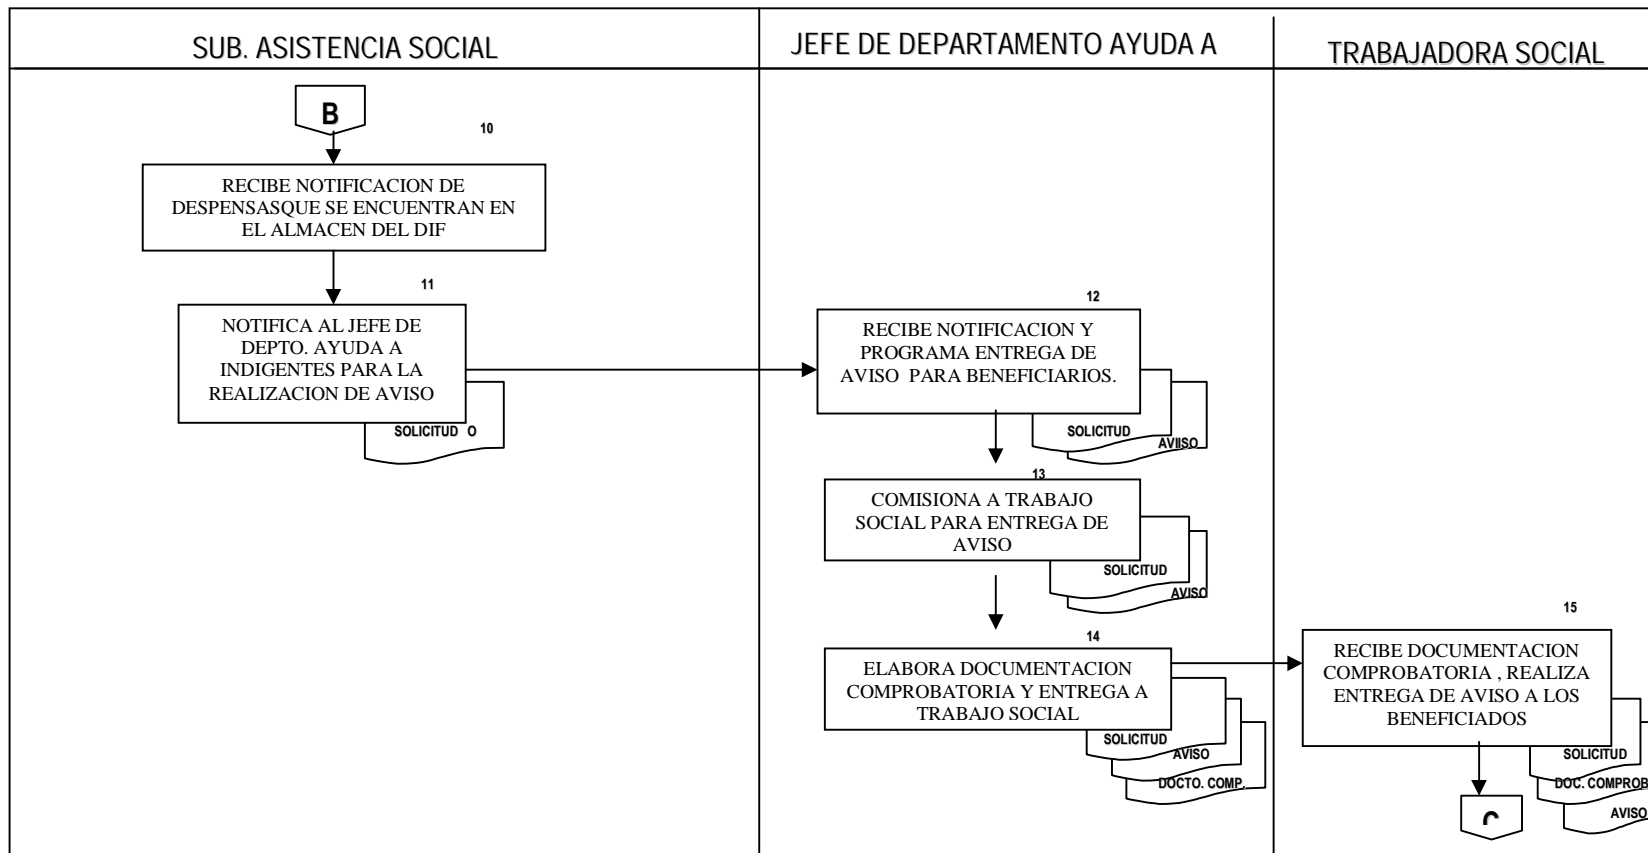 SUB. ASISTENCIA SOCIAL
JEFE DE DEPARTAMENTO AYUDA A
TRABAJADORA SOCIAL
B
10
RECIBE NOTIFICACION DE
DESPENSASQUE SE ENCUENTRAN EN
EL ALMACEN DEL DIF
11
NOTIFICA AL JEFE DE
DEPTO. AYUDA A
INDIGENTES PARA LA
REALIZACION DE AVISO
SOLICITUD O
12
RECIBE NOTIFICACION Y
PROGRAMA ENTREGA DE
AVISO PARA BENEFICIARIOS.
SOLICITUD
AVIISO
13
COMISIONA A TRABAJO
SOCIAL PARA ENTREGA DE
AVISO
SOLICITUD
AVISO
14
ELABORA DOCUMENTACION
COMPROBATORIA Y ENTREGA A
TRABAJO SOCIAL
SOLICITUD
AVISO
DOCTO. COMP.
15
RECIBE DOCUMENTACION
COMPROBATORIA , REALIZA
ENTREGA DE AVISO A LOS
BENEFICIADOS
SOLICITUD
DOC. COMPROB
AVISO